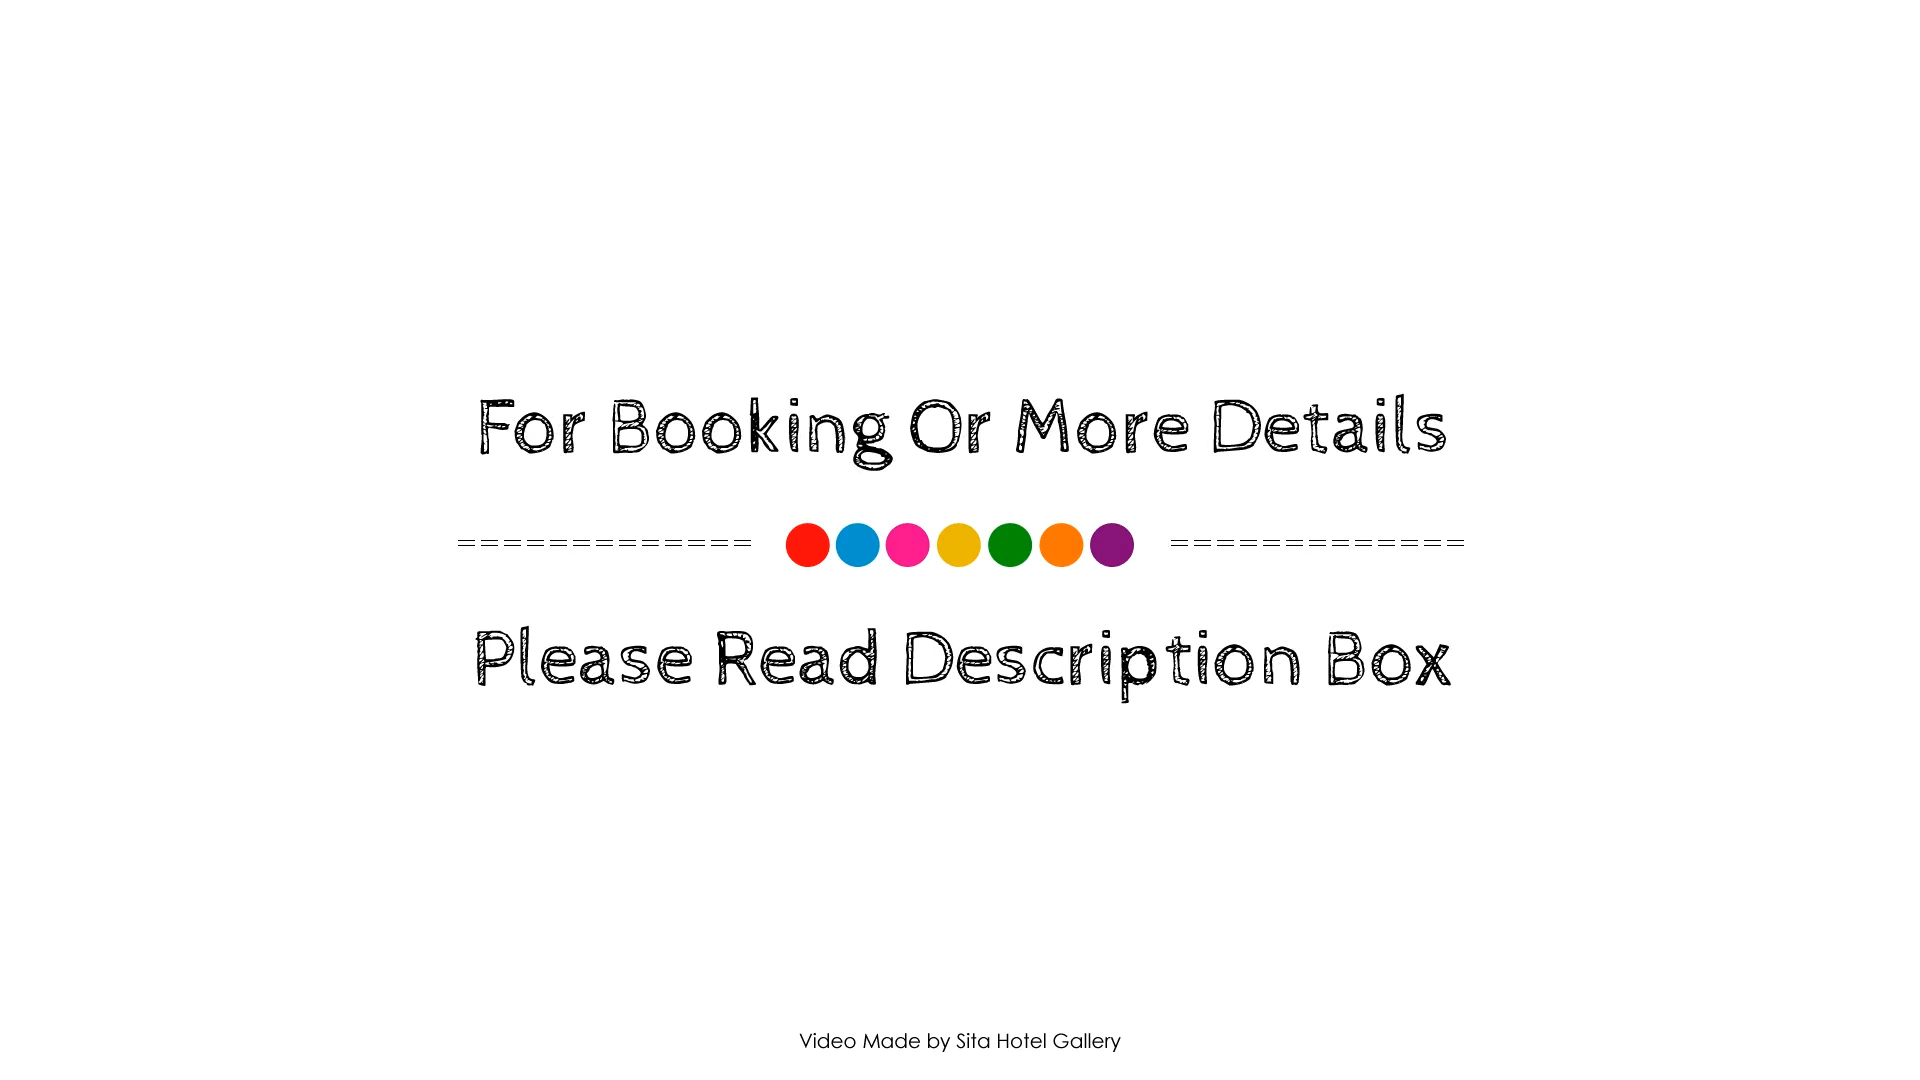 For Booking Or More Details
============= =============
Please Read Description Box
Video Made by Sita Hotel Gallery